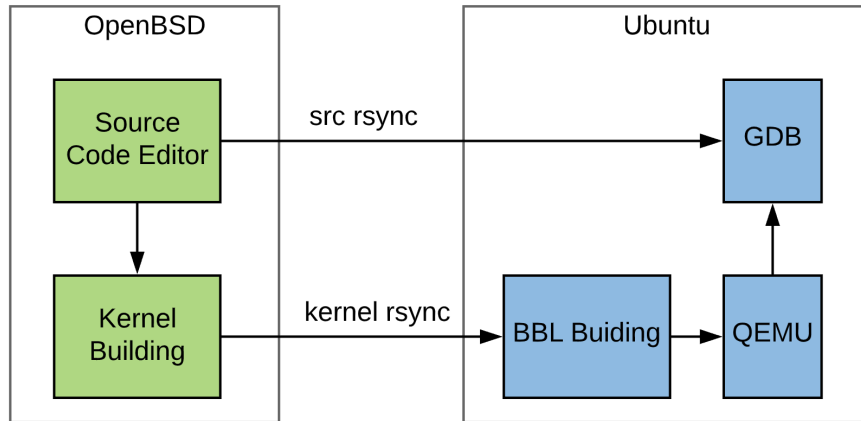 OpenBSD
Ubuntu
Source
Code Editor
src rsync
GDB
Kernel
Building
kernel rsync
BBL Buiding
QEMU